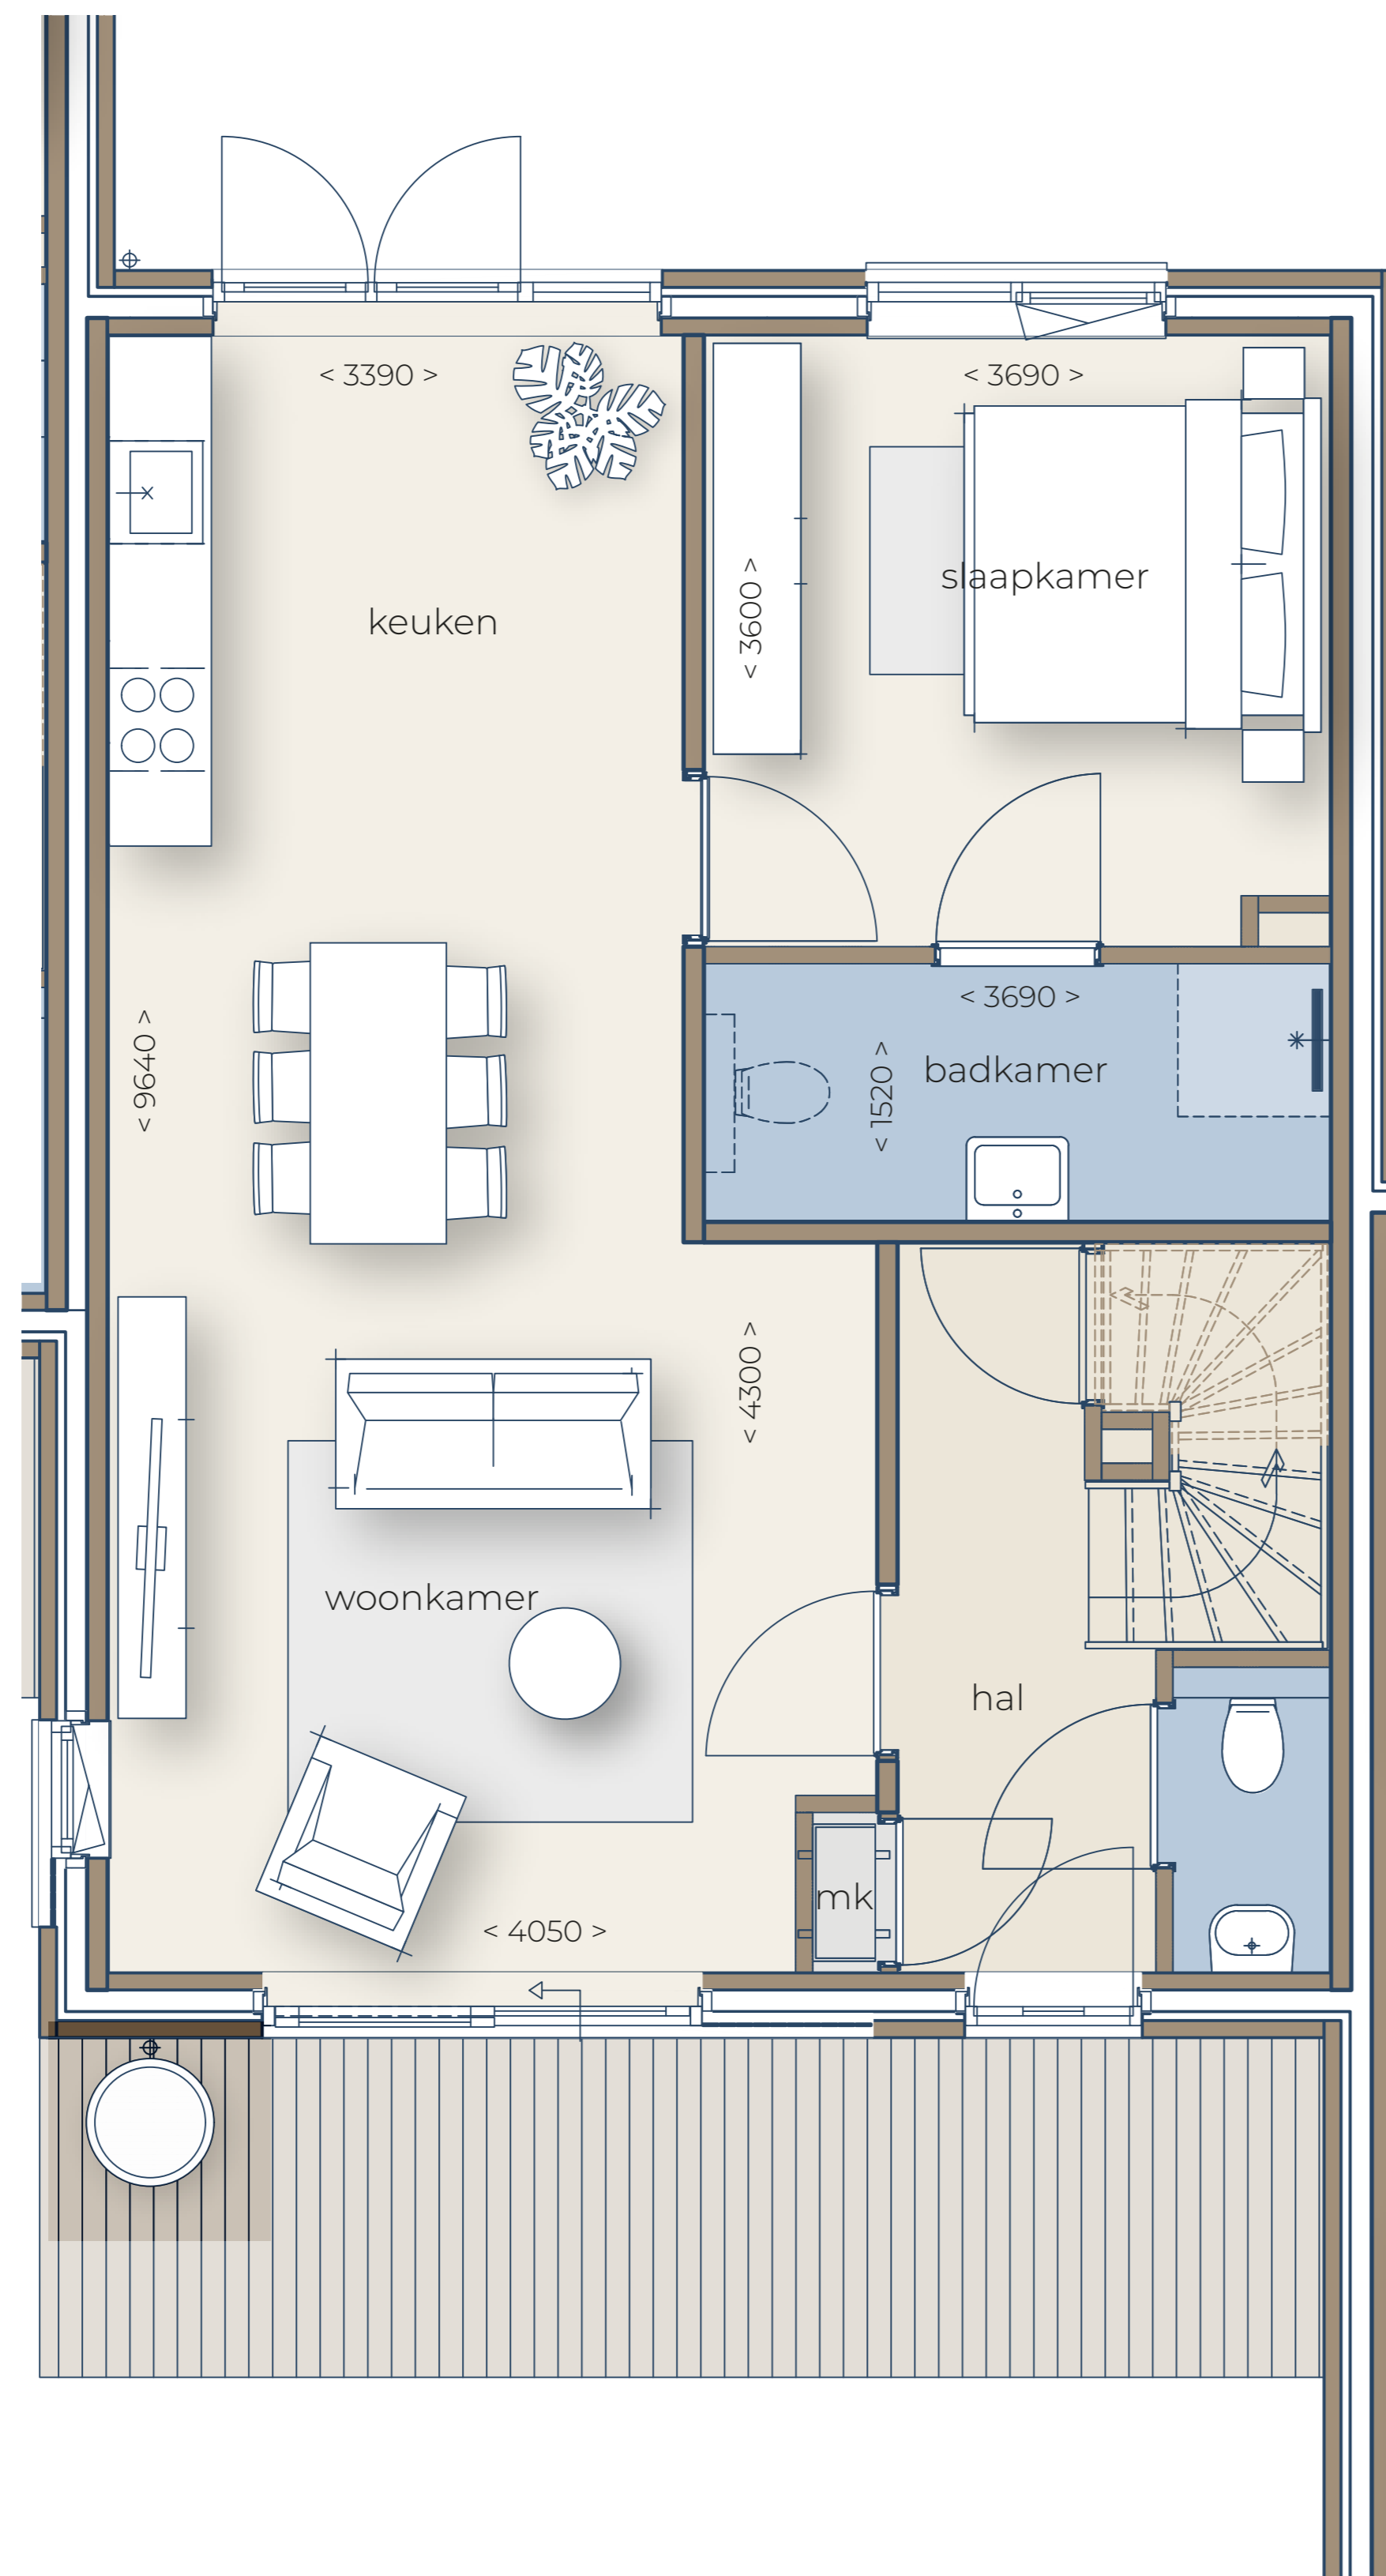 < 3390 >
< 3690 >
slaapkamer
< 3600 >
keuken
< 3690 >
badkamer
< 1520 >
< 9640 >
< 4300 >
woonkamer
hal
mk
< 4050 >